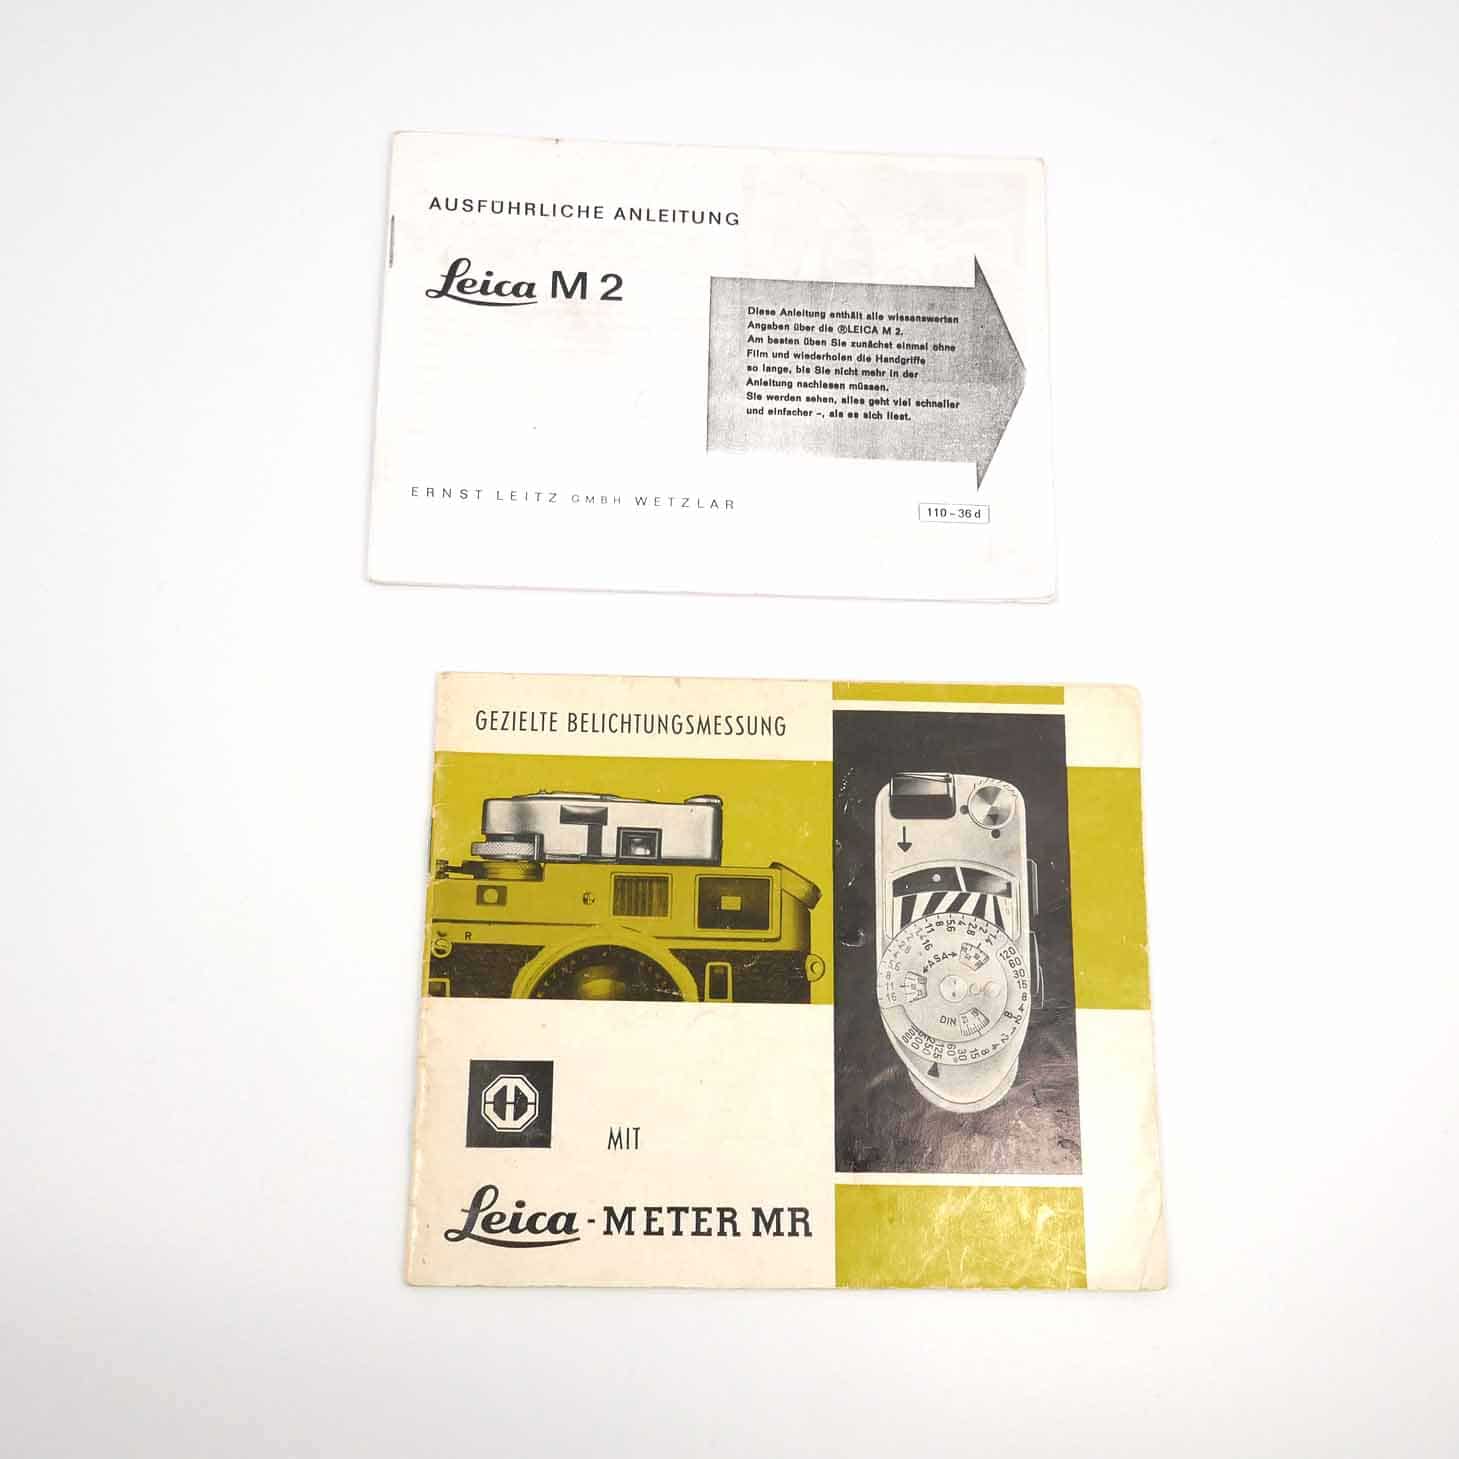 AUSFÜHRLICHE ANLEITUNG
Leica M 2
Diese Anleitung enthält alle wissenswerten
Angaben über die ®LEICA M 2.
Am besten üben Sie zunächst einmal ohne
Film und wiederholen die Handgriffe
so lange, bis Sie nicht mehr in der
Anleitung nachlesen müssen.
Sie werden sehen, alles geht viel schneller
und einfacher –, als es sich liest.
ERNST LEITZ GMBH WETZLAR
110 – 36 d
GEZIELTE BELICHTUNGSMESSUNG
R
ASA
DIN
MIT
Leica - METER MR